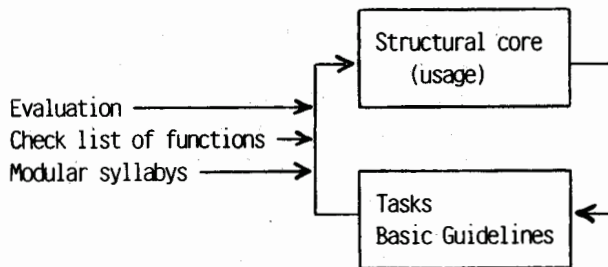 Structural core
(usage)
Evaluation
Check list of functions
Modular syllabys
Tasks
Basic Guidelines